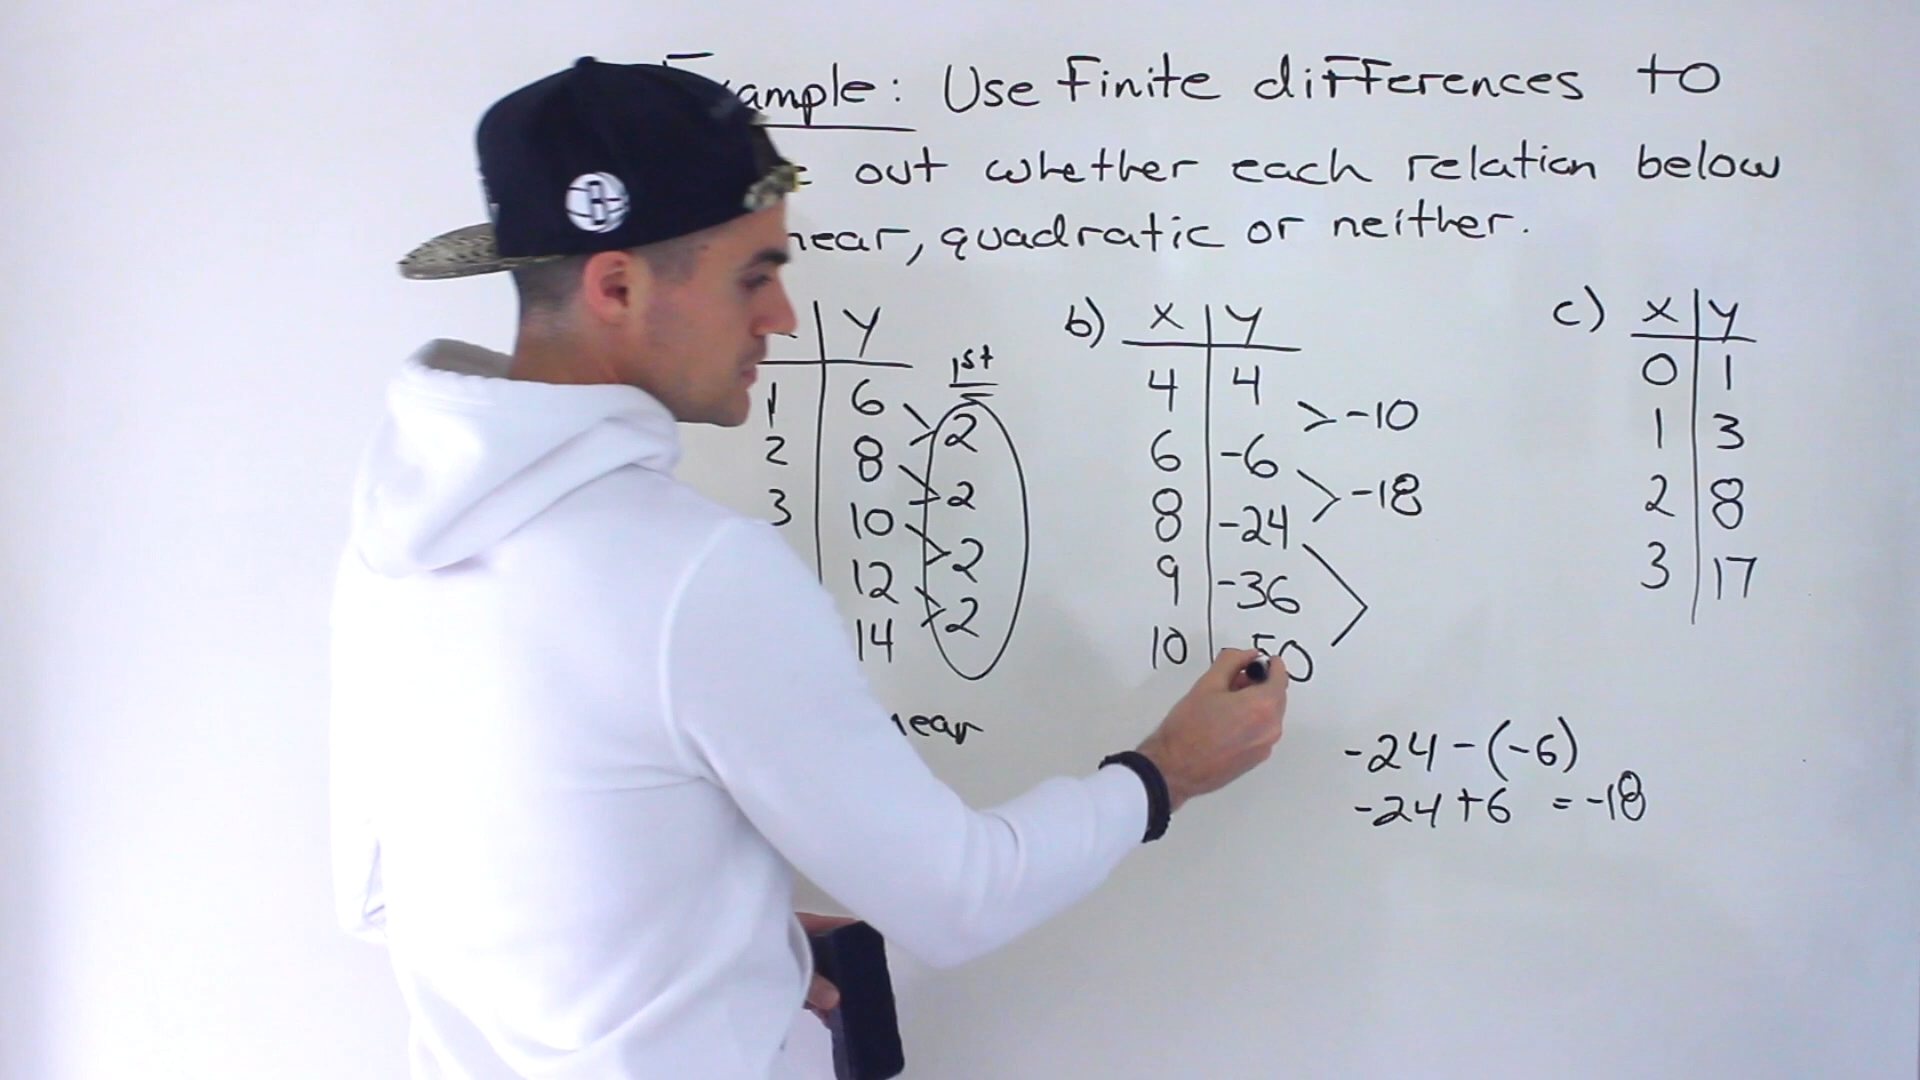 Example: Use Finite differences to
out whether each relation below
near, quadratic or neither.
Y
1st
1 6 2
2 8 2
3 10 2
12 2
14
near
b) x y
4 4
6 -6
8 -24
9 -36
10 -50
> -10
> -18
-24 - (-6)
-24 + 6 = -18
c) x y
0 1
1 3
2 8
3 17
B